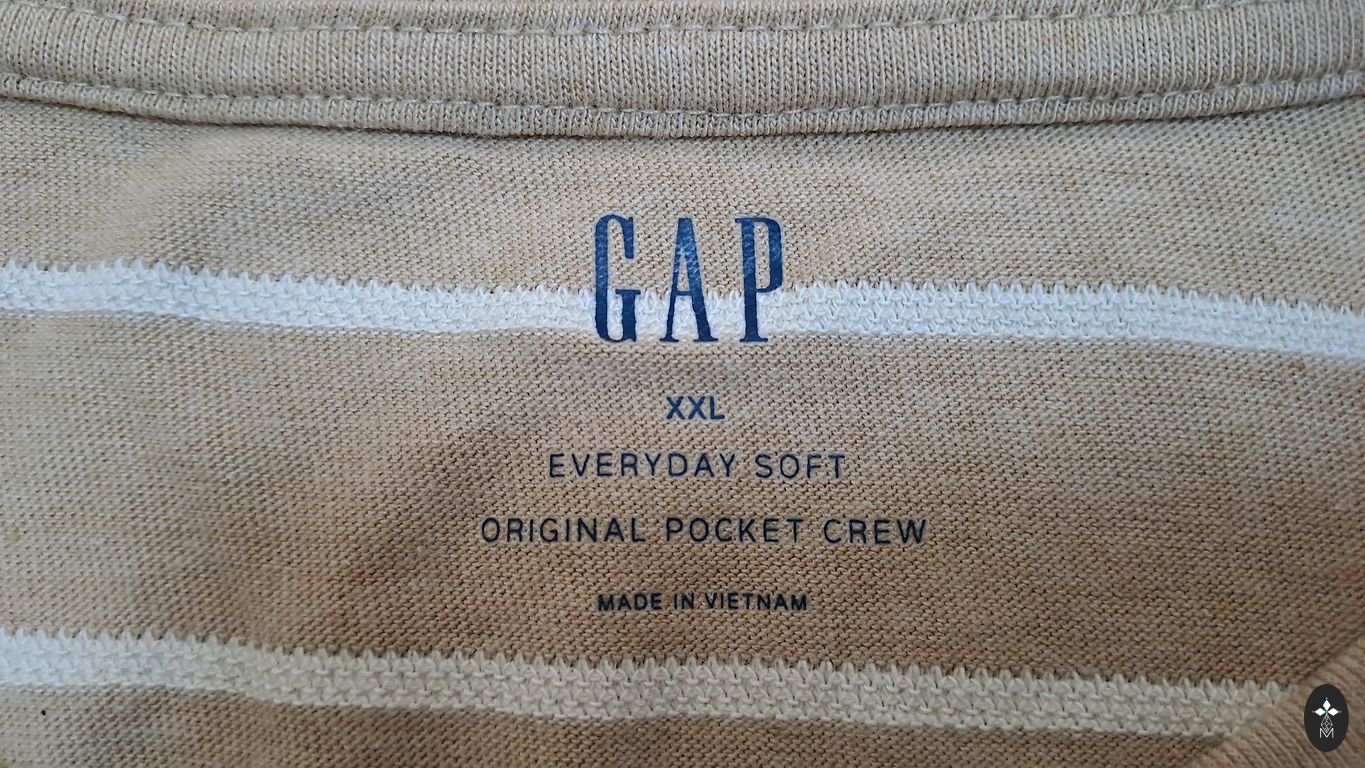 GAP
XXL
EVERYDAY SOFT
ORIGINAL POCKET CREW
MADE IN VIETNAM
M